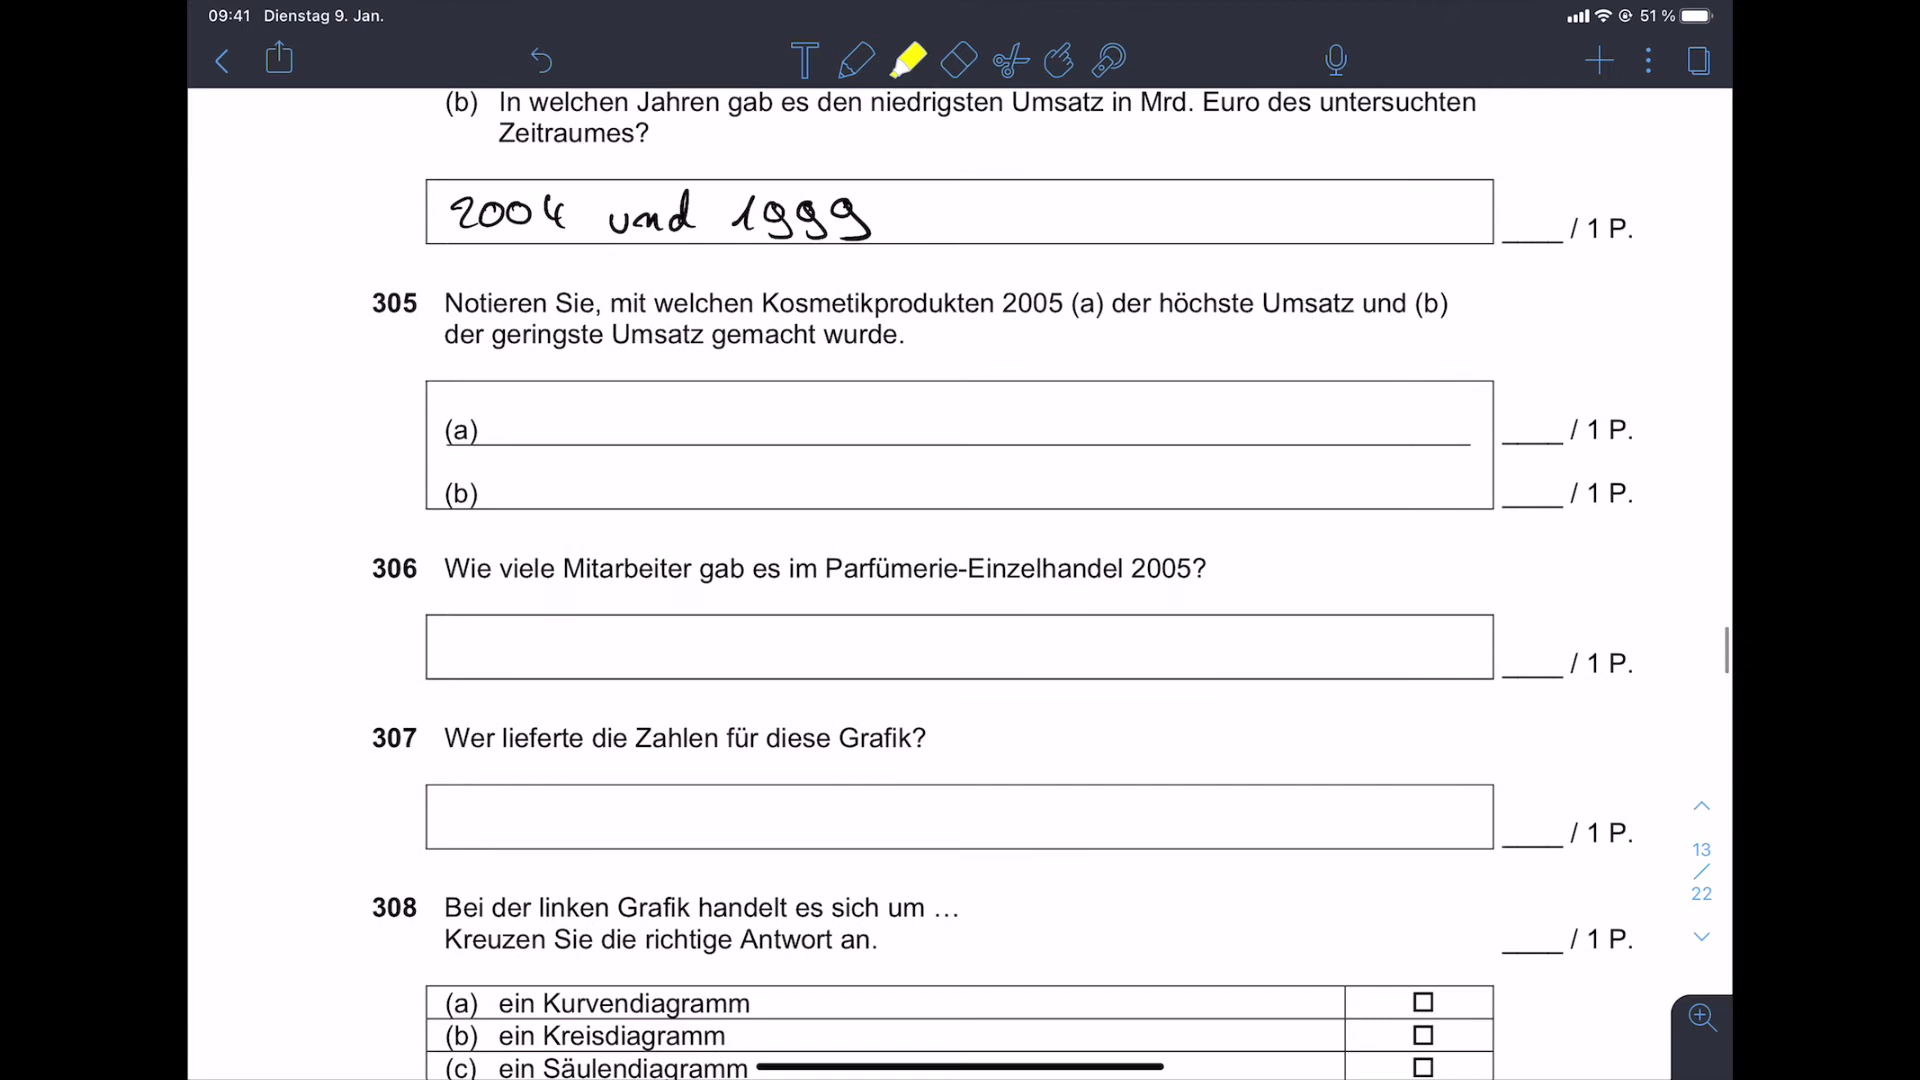 09:41 Dienstag 9. Jan. 51 %
(b) In welchen Jahren gab es den niedrigsten Umsatz in Mrd. Euro des untersuchten
Zeitraumes?
2004 und 1999
____ / 1 P.
305 Notieren Sie, mit welchen Kosmetikprodukten 2005 (a) der höchste Umsatz und (b)
der geringste Umsatz gemacht wurde.
(a) ____ / 1 P.
(b) ____ / 1 P.
306 Wie viele Mitarbeiter gab es im Parfümerie-Einzelhandel 2005?
____ / 1 P.
307 Wer lieferte die Zahlen für diese Grafik?
____ / 1 P.
13
/
22
308 Bei der linken Grafik handelt es sich um …
Kreuzen Sie die richtige Antwort an. ____ / 1 P.
(a) ein Kurvendiagramm
(b) ein Kreisdiagramm
(c) ein Säulendiagramm